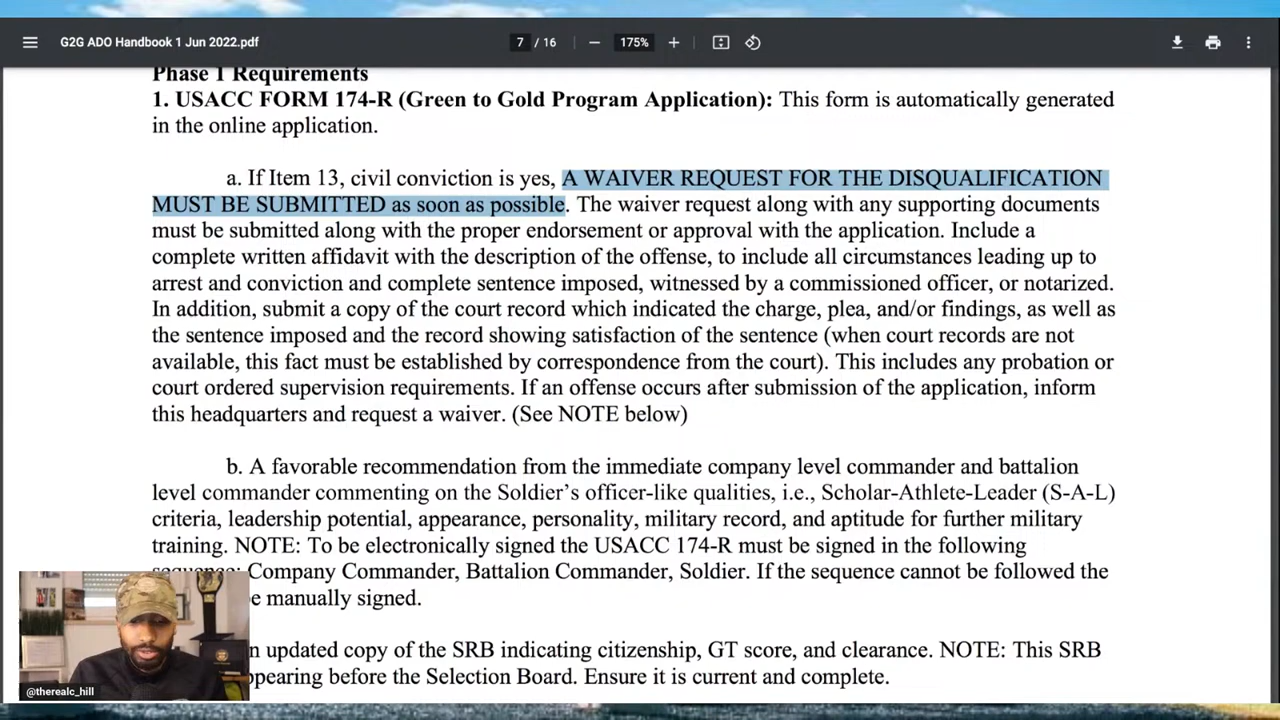 G2G ADO Handbook 1 Jun 2022.pdf
7 / 16
175%
Phase 1 Requirements
1. USACC FORM 174-R (Green to Gold Program Application): This form is automatically generated
in the online application.
a. If Item 13, civil conviction is yes, A WAIVER REQUEST FOR THE DISQUALIFICATION
MUST BE SUBMITTED as soon as possible. The waiver request along with any supporting documents
must be submitted along with the proper endorsement or approval with the application. Include a
complete written affidavit with the description of the offense, to include all circumstances leading up to
arrest and conviction and complete sentence imposed, witnessed by a commissioned officer, or notarized.
In addition, submit a copy of the court record which indicated the charge, plea, and/or findings, as well as
the sentence imposed and the record showing satisfaction of the sentence (when court records are not
available, this fact must be established by correspondence from the court). This includes any probation or
court ordered supervision requirements. If an offense occurs after submission of the application, inform
this headquarters and request a waiver. (See NOTE below)
b. A favorable recommendation from the immediate company level commander and battalion
level commander commenting on the Soldier’s officer-like qualities, i.e., Scholar-Athlete-Leader (S-A-L)
criteria, leadership potential, appearance, personality, military record, and aptitude for further military
training. NOTE: To be electronically signed the USACC 174-R must be signed in the following
Company Commander, Battalion Commander, Soldier. If the sequence cannot be followed the
manually signed.
updated copy of the SRB indicating citizenship, GT score, and clearance. NOTE: This SRB
before the Selection Board. Ensure it is current and complete.
@therealc_hill